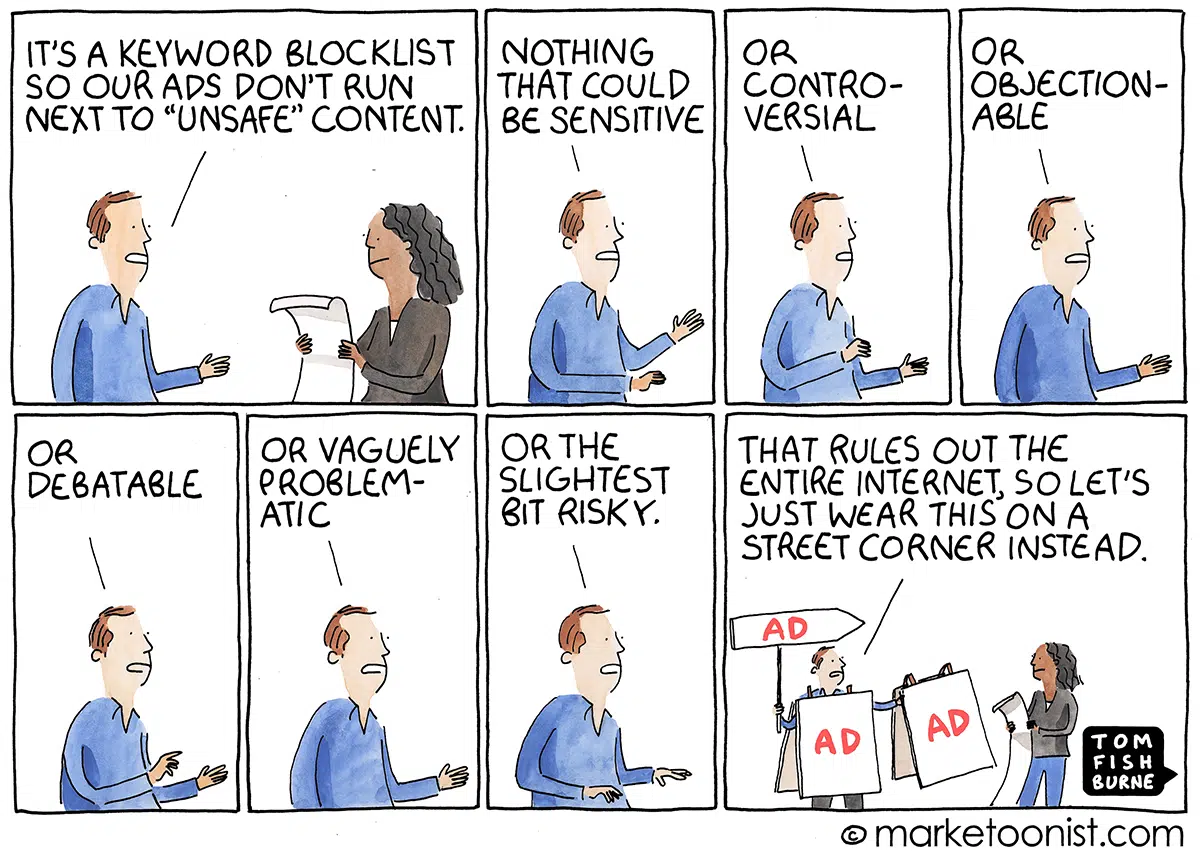 IT'S A KEYWORD BLOCKLIST
SO OUR ADS DON'T RUN
NEXT TO “UNSAFE” CONTENT.
NOTHING
THAT COULD
BE SENSITIVE
OR
CONTRO-
VERSIAL
OR
OBJECTION-
ABLE
OR
DEBATABLE
OR VAGUELY
PROBLEM-
ATIC
OR THE
SLIGHTEST
BIT RISKY.
THAT RULES OUT THE
ENTIRE INTERNET, SO LET'S
JUST WEAR THIS ON A
STREET CORNER INSTEAD.
AD
AD
AD
TOM
FISH
BURNE
© marketoonist.com